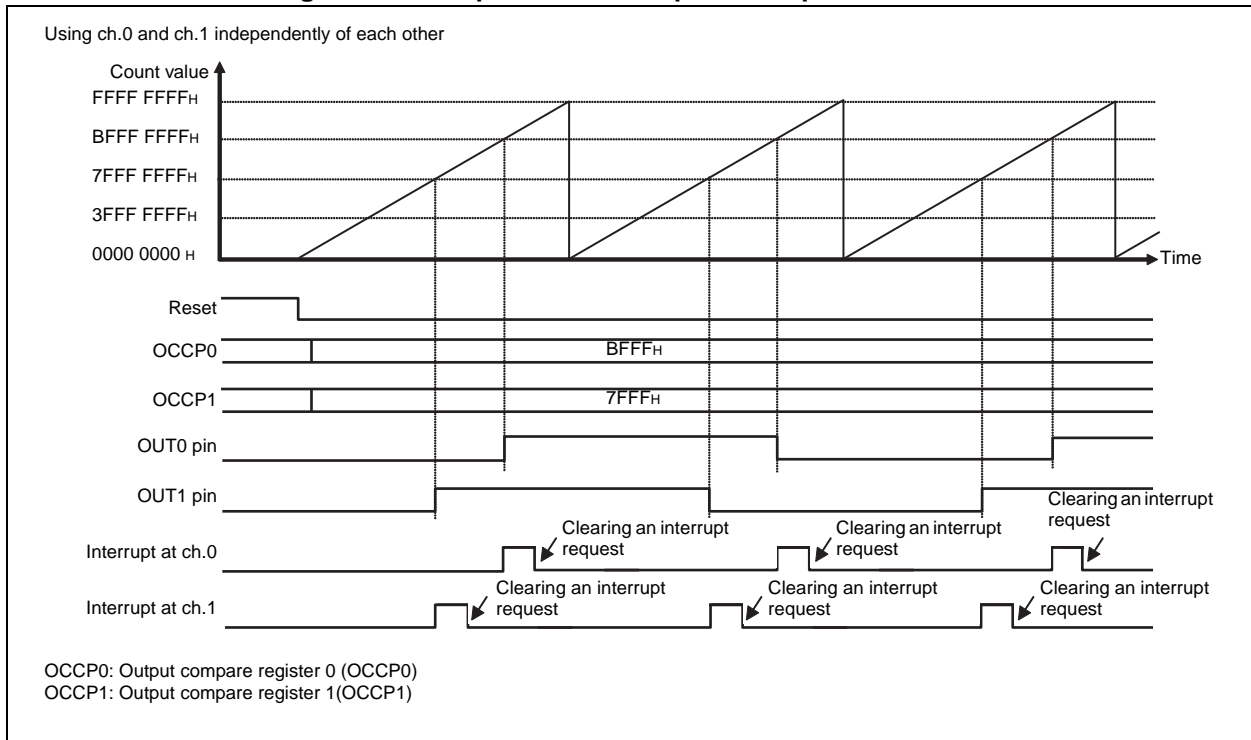 Using ch.0 and ch.1 independently of each other
Count value
FFFF FFFFH
BFFF FFFFH
7FFF FFFFH
3FFF FFFFH
0000 0000 H
Time
Reset
OCCP0
BFFFH
OCCP1
7FFFH
OUT0 pin
OUT1 pin
Clearing an interrupt
request
Interrupt at ch.0
Clearing an interrupt
request
Clearing an interrupt
request
Interrupt at ch.1
Clearing an interrupt
request
Clearing an interrupt
request
Clearing an interrupt
request
OCCP0: Output compare register 0 (OCCP0)
OCCP1: Output compare register 1(OCCP1)